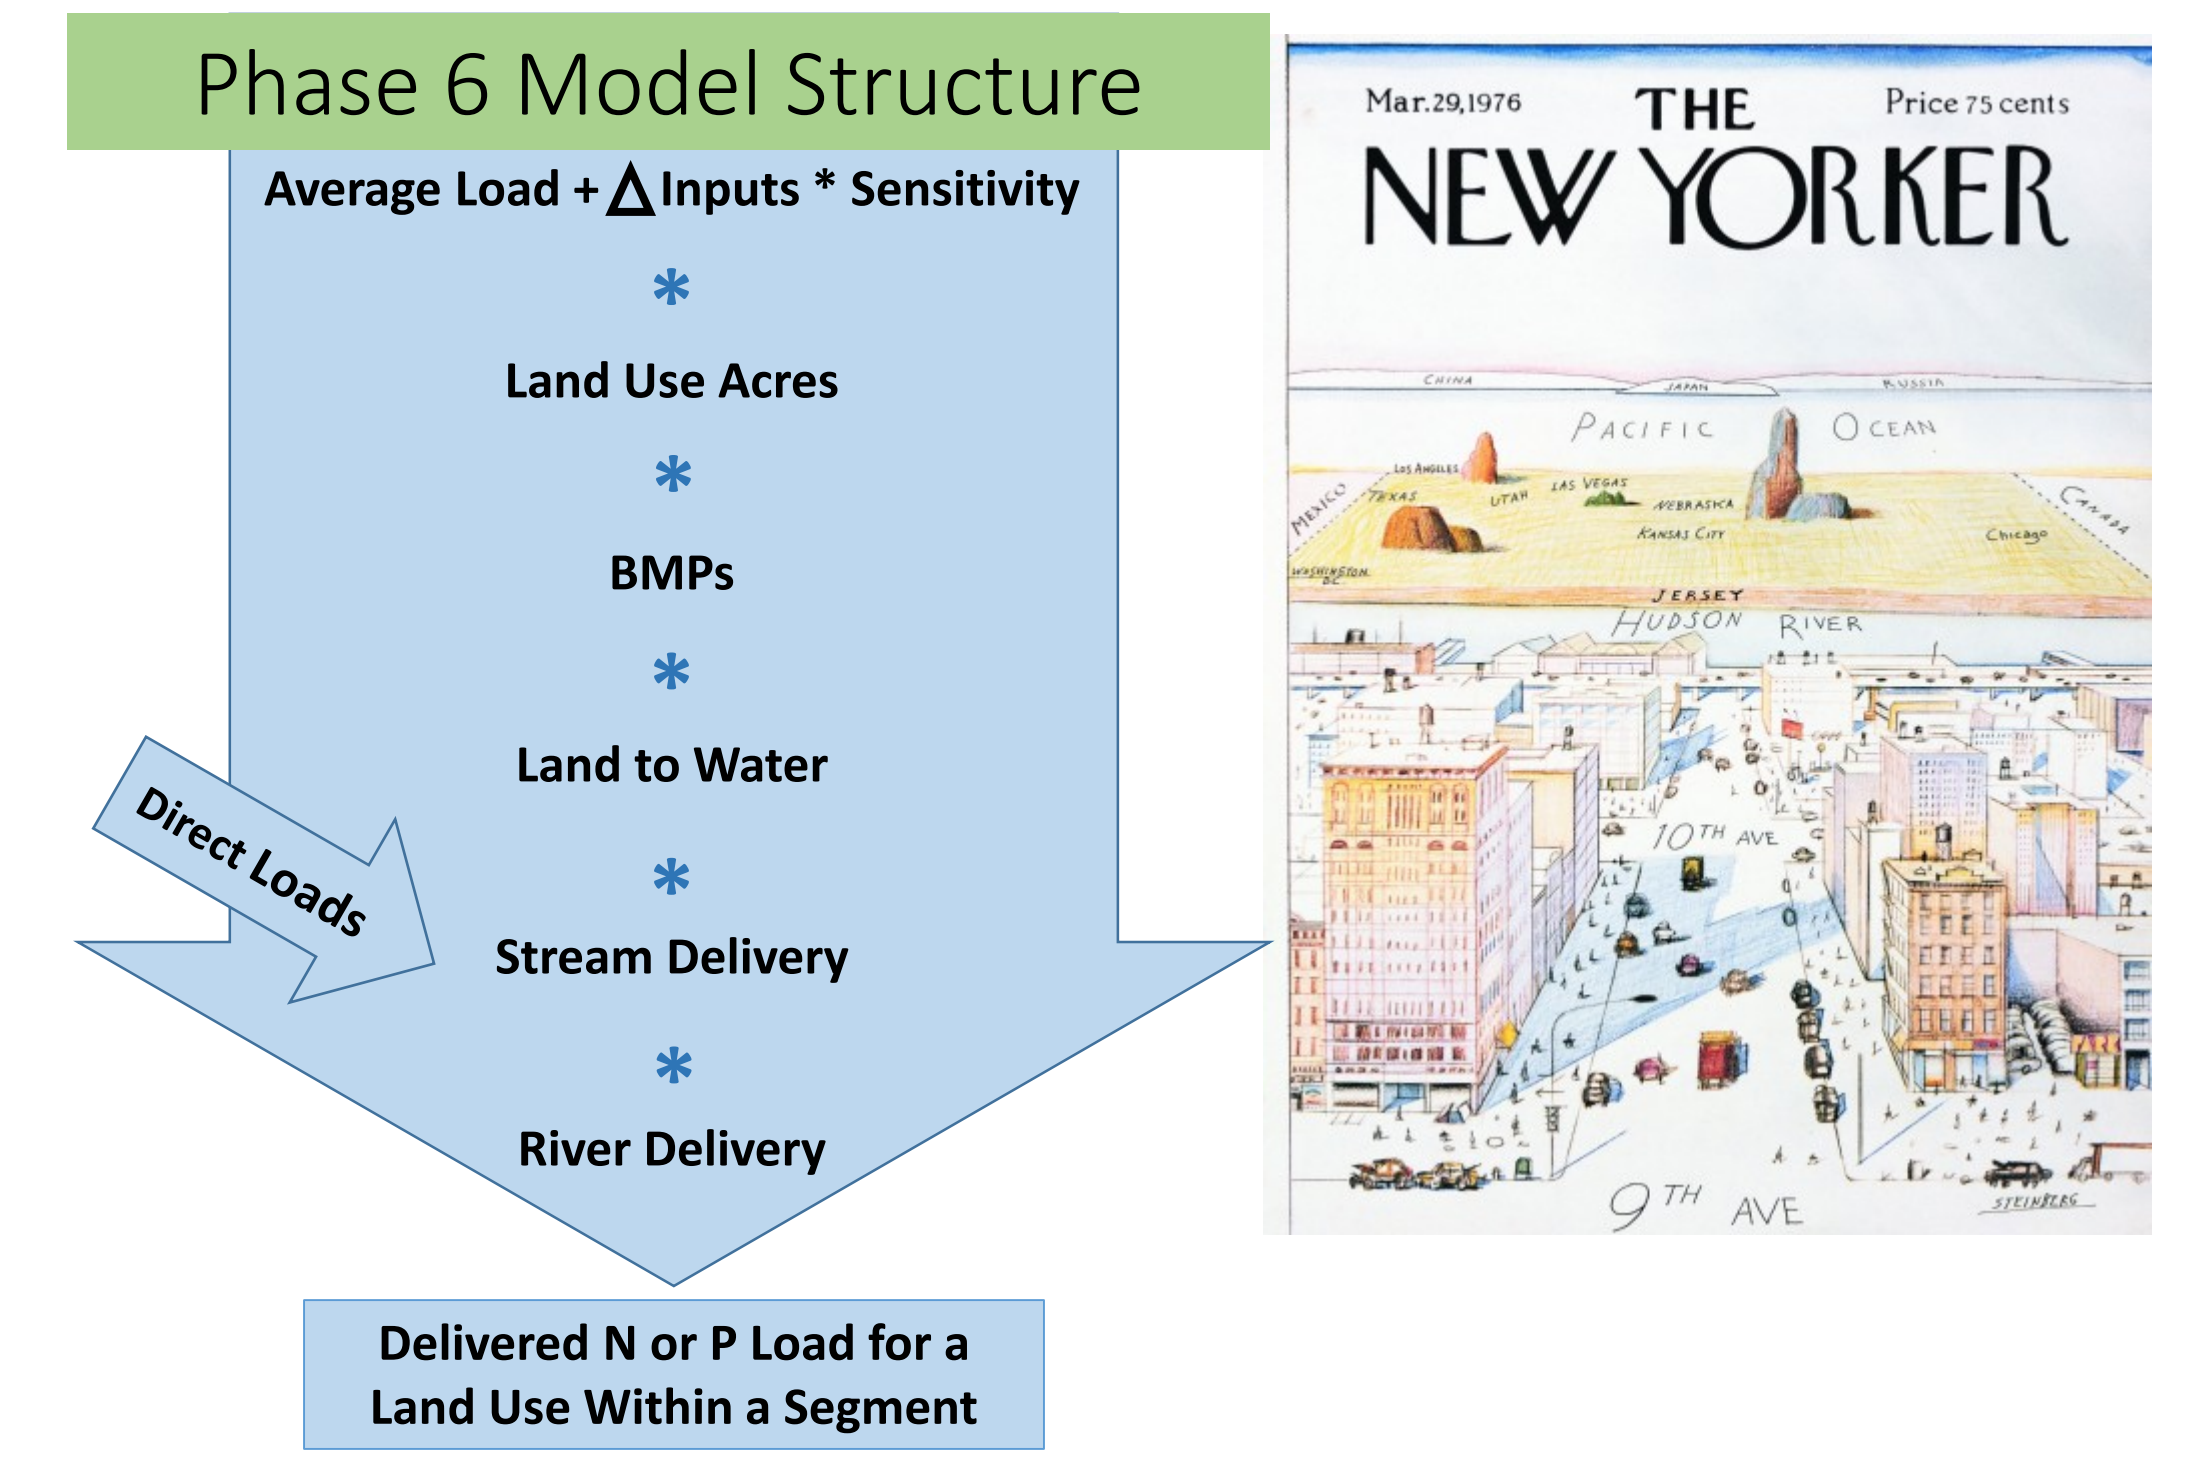 Phase 6 Model Structure
Average Load + Δ Inputs * Sensitivity
*
Land Use Acres
*
BMPs
*
Land to Water
*
Direct Loads
Stream Delivery
*
River Delivery
Delivered N or P Load for a
Land Use Within a Segment
Mar.29,1976
THE
Price 75 cents
NEW YORKER
CHINA
JAPAN
RUSSIA
PACIFIC OCEAN
LOS ANGELES
MEXICO
TEXAS
UTAH
LAS VEGAS
NEBRASKA
CANADA
KANSAS CITY
Chicago
WASHINGTON
D.C.
JERSEY
HUDSON RIVER
10TH AVE
9TH AVE
STEINBERG